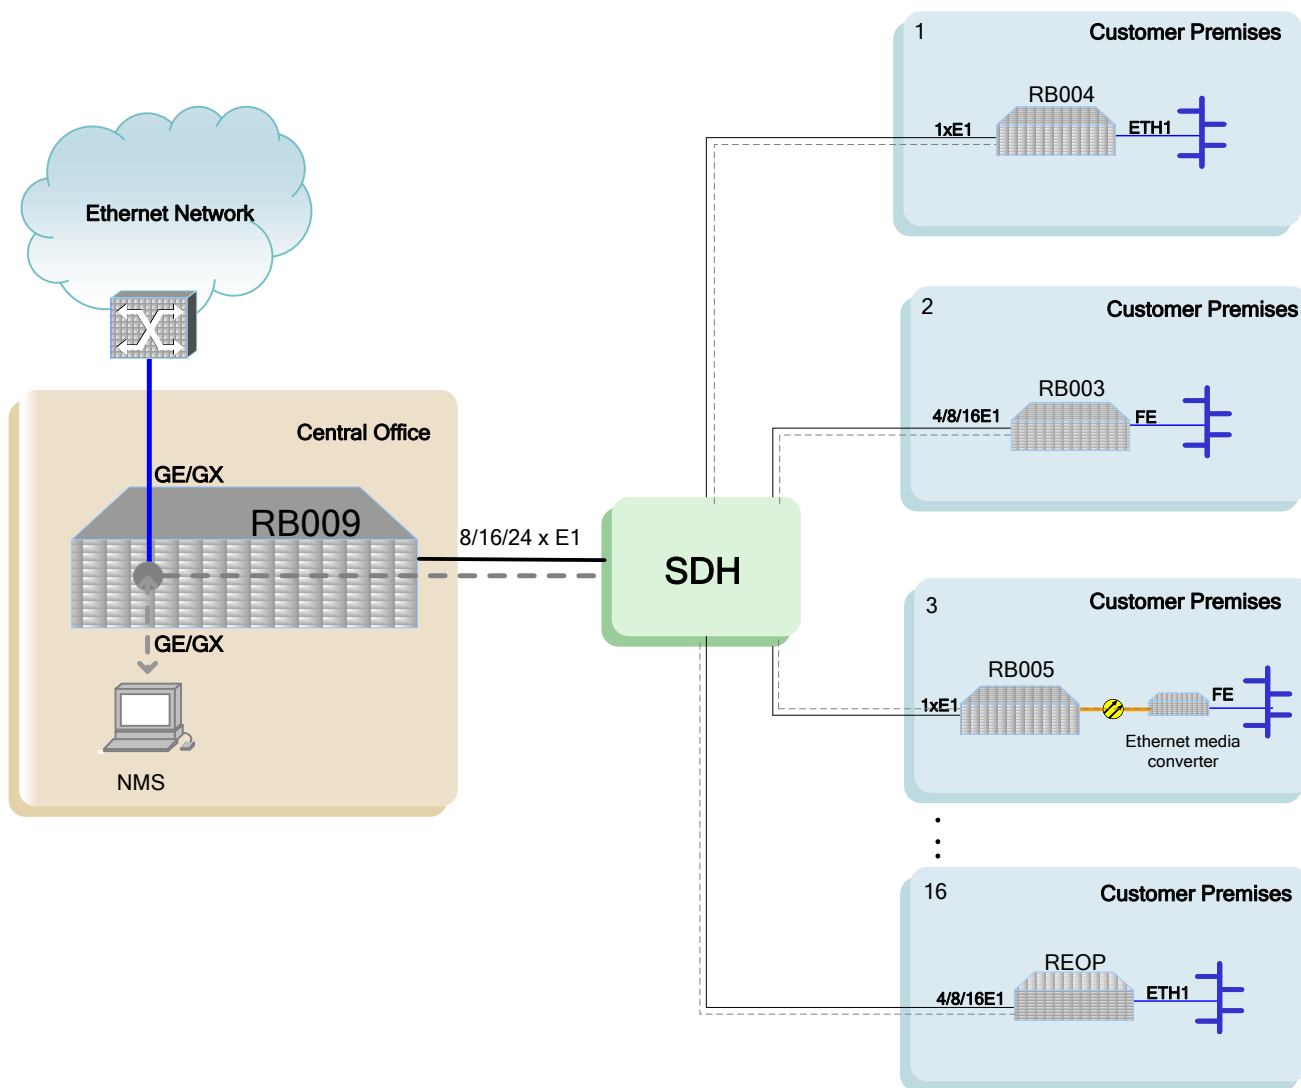 Ethernet Network
Central Office
GE/GX
RB009
8/16/24 x E1
GE/GX
NMS
SDH
1
Customer Premises
RB004
1xE1
ETH1
2
Customer Premises
RB003
4/8/16E1
FE
3
Customer Premises
RB005
1xE1
FE
Ethernet media
converter
16
Customer Premises
REOP
4/8/16E1
ETH1